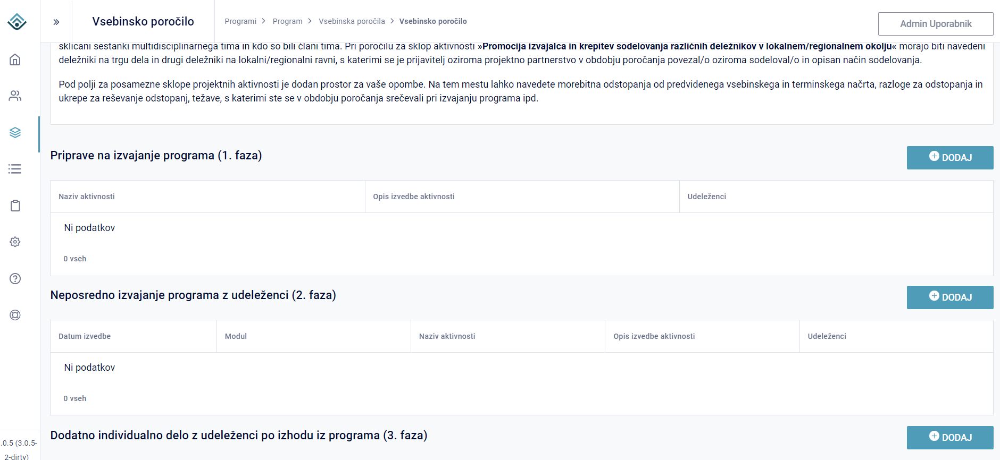 Vsebinsko poročilo
Programi > Program > Vsebinska poročila > Vsebinsko poročilo
Admin Uporabnik
sklicani sestanki multidisciplinarnega tima in kdo so bili člani tima. Pri poročilu za sklop aktivnosti »Promocija izvajalca in krepitev sodelovanja različnih deležnikov v lokalnem/regionalnem okolju« morajo biti navedeni
deležniki na trgu dela in drugi deležniki na lokalni/regionalni ravni, s katerimi se je prijavitelj oziroma projektno partnerstvo v obdobju poročanja povezal/o oziroma sodeloval/o in opisan način sodelovanja.
Pod polji za posamezne sklope projektnih aktivnosti je dodan prostor za vaše opombe. Na tem mestu lahko navedete morebitna odstopanja od predvidenega vsebinskega in terminskega načrta, razloge za odstopanja in
ukrepe za reševanje odstopanj, težave, s katerimi ste se v obdobju poročanja srečevali pri izvajanju programa ipd.
Priprave na izvajanje programa (1. faza)
DODAJ
Naziv aktivnosti
Opis izvedbe aktivnosti
Udeleženci
Ni podatkov
0 vseh
Neposredno izvajanje programa z udeleženci (2. faza)
DODAJ
Datum izvedbe
Modul
Naziv aktivnosti
Opis izvedbe aktivnosti
Udeleženci
Ni podatkov
0 vseh
Dodatno individualno delo z udeleženci po izhodu iz programa (3. faza)
DODAJ
.0.5 (3.0.5-
2-dirty)